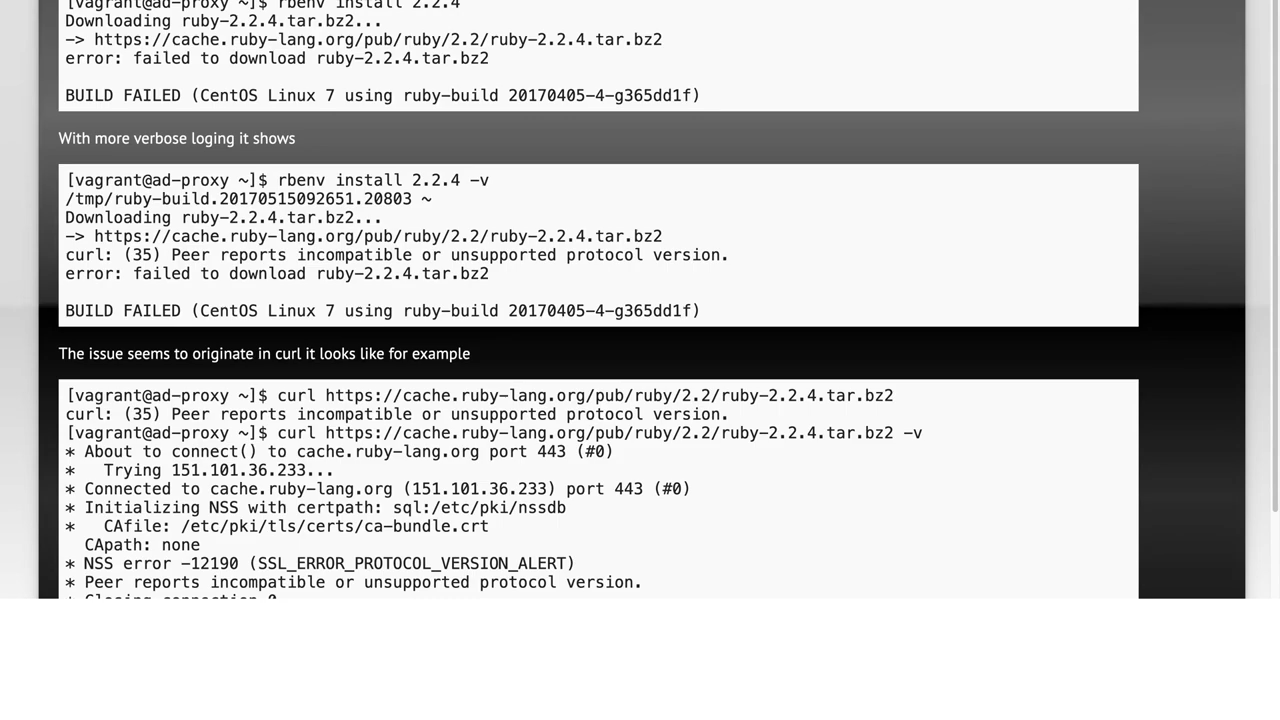 [vagrant@ad-proxy ~]$ rbenv install 2.2.4
Downloading ruby-2.2.4.tar.bz2...
-> https://cache.ruby-lang.org/pub/ruby/2.2/ruby-2.2.4.tar.bz2
error: failed to download ruby-2.2.4.tar.bz2
BUILD FAILED (CentOS Linux 7 using ruby-build 20170405-4-g365dd1f)
With more verbose loging it shows
[vagrant@ad-proxy ~]$ rbenv install 2.2.4 -v
/tmp/ruby-build.20170515092651.20803 ~
Downloading ruby-2.2.4.tar.bz2...
-> https://cache.ruby-lang.org/pub/ruby/2.2/ruby-2.2.4.tar.bz2
curl: (35) Peer reports incompatible or unsupported protocol version.
error: failed to download ruby-2.2.4.tar.bz2
BUILD FAILED (CentOS Linux 7 using ruby-build 20170405-4-g365dd1f)
The issue seems to originate in curl it looks like for example
[vagrant@ad-proxy ~]$ curl https://cache.ruby-lang.org/pub/ruby/2.2/ruby-2.2.4.tar.bz2
curl: (35) Peer reports incompatible or unsupported protocol version.
[vagrant@ad-proxy ~]$ curl https://cache.ruby-lang.org/pub/ruby/2.2/ruby-2.2.4.tar.bz2 -v
* About to connect() to cache.ruby-lang.org port 443 (#0)
*   Trying 151.101.36.233...
* Connected to cache.ruby-lang.org (151.101.36.233) port 443 (#0)
* Initializing NSS with certpath: sql:/etc/pki/nssdb
*   CAfile: /etc/pki/tls/certs/ca-bundle.crt
  CApath: none
* NSS error -12190 (SSL_ERROR_PROTOCOL_VERSION_ALERT)
* Peer reports incompatible or unsupported protocol version.